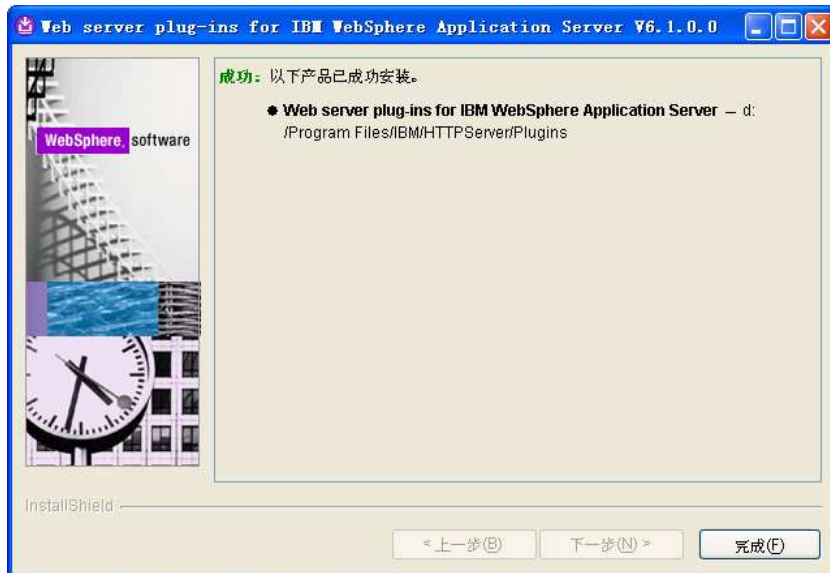 Web server plug-ins for IBM WebSphere Application Server V6.1.0.0
WebSphere. software
成功：以下产品已成功安装。
● Web server plug-ins for IBM WebSphere Application Server – d:
/Program Files/IBM/HTTPServer/Plugins
InstallShield
< 上一步(B)
下一步(N) >
完成(F)